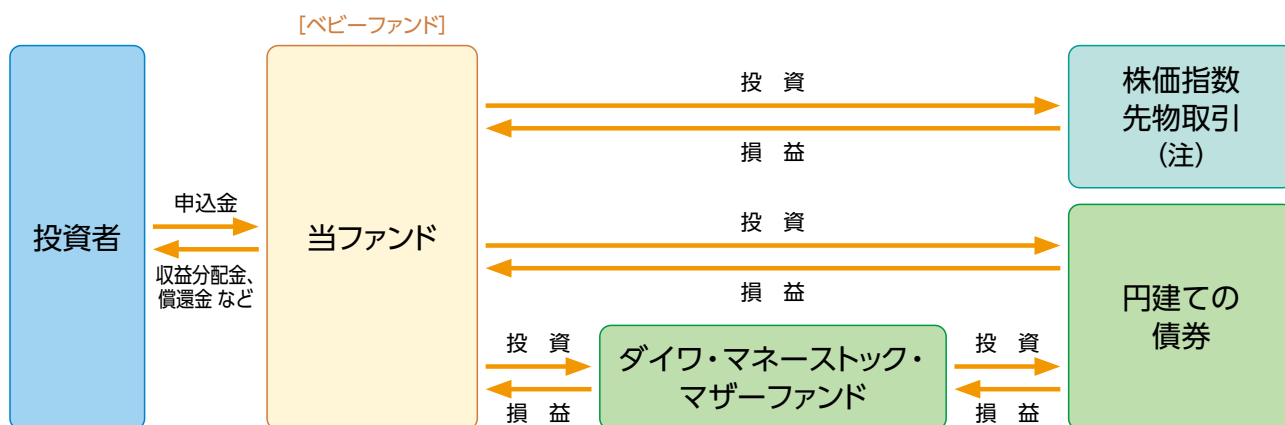 [ベビーファンド]
投資者
申込金
収益分配金、
償還金 など
当ファンド
投 資
損 益
株価指数
先物取引
(注)
投 資
損 益
円建ての
債券
投 資
損 益
ダイワ・マネーストック・
マザーファンド
投 資
損 益